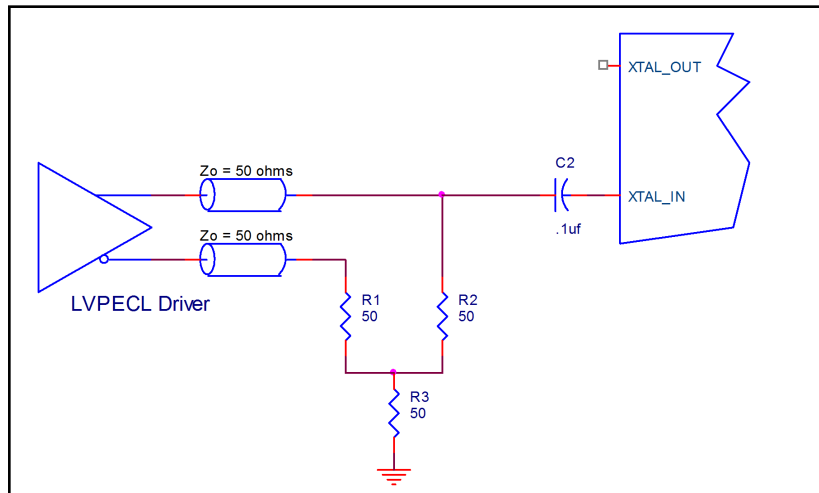 XTAL_OUT
C2
Zo = 50 ohms
XTAL_IN
.1uf
Zo = 50 ohms
LVPECL Driver
R1
50
R2
50
R3
50